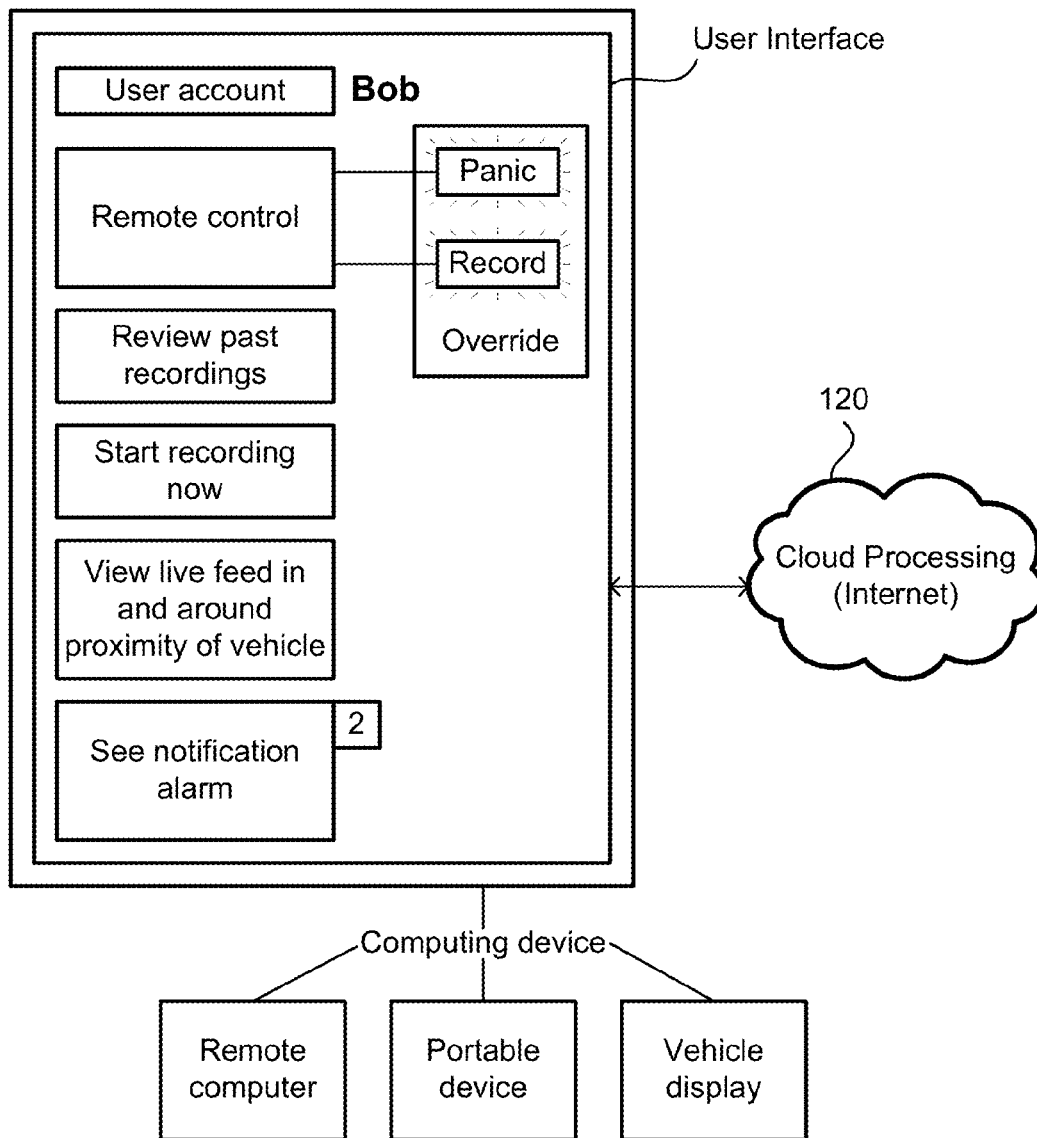 User Interface
User account
Bob
Remote control
Panic
Record
Override
Review past
recordings
Start recording
now
View live feed in
and around
proximity of vehicle
See notification
alarm
2
120
Cloud Processing
(Internet)
Computing device
Remote
computer
Portable
device
Vehicle
display